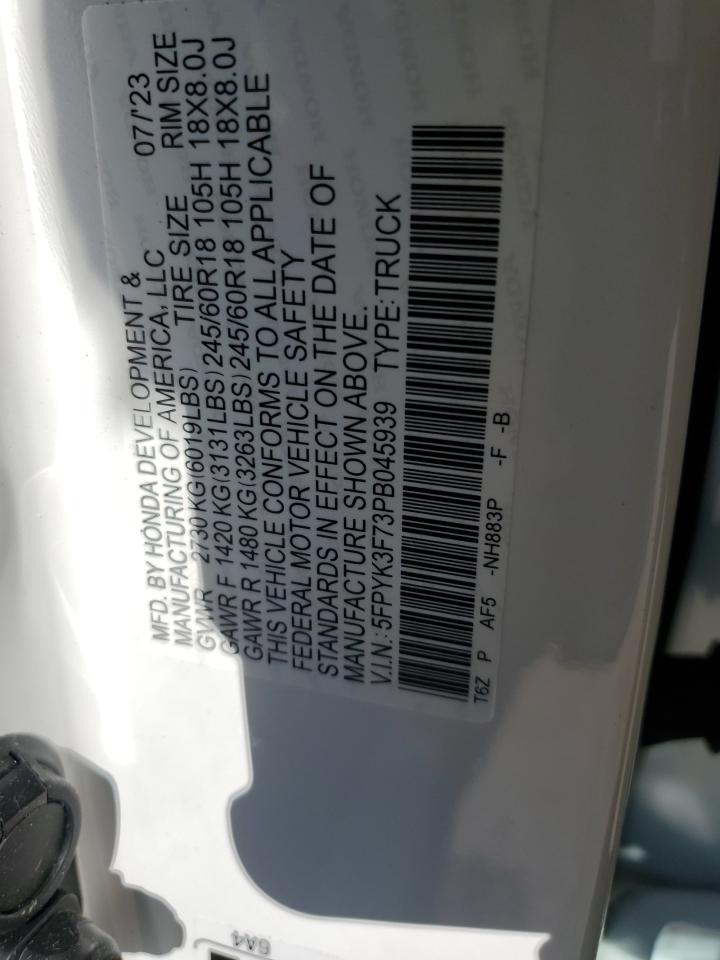 MFD. BY HONDA DEVELOPMENT & 07/'23
MANUFACTURING OF AMERICA, LLC
GVWR 2730 KG(6019LBS) TIRE SIZE RIM SIZE
GAWR F 1420 KG(3131LBS) 245/60R18 105H 18X8.0J
GAWR R 1480 KG(3263LBS) 245/60R18 105H 18X8.0J
THIS VEHICLE CONFORMS TO ALL APPLICABLE
FEDERAL MOTOR VEHICLE SAFETY
STANDARDS IN EFFECT ON THE DATE OF
MANUFACTURE SHOWN ABOVE.
V.I.N.: 5FPYK3F73PB045939 TYPE: TRUCK
T6Z P AF5 -NH883P -F -B
6A4
HONDA